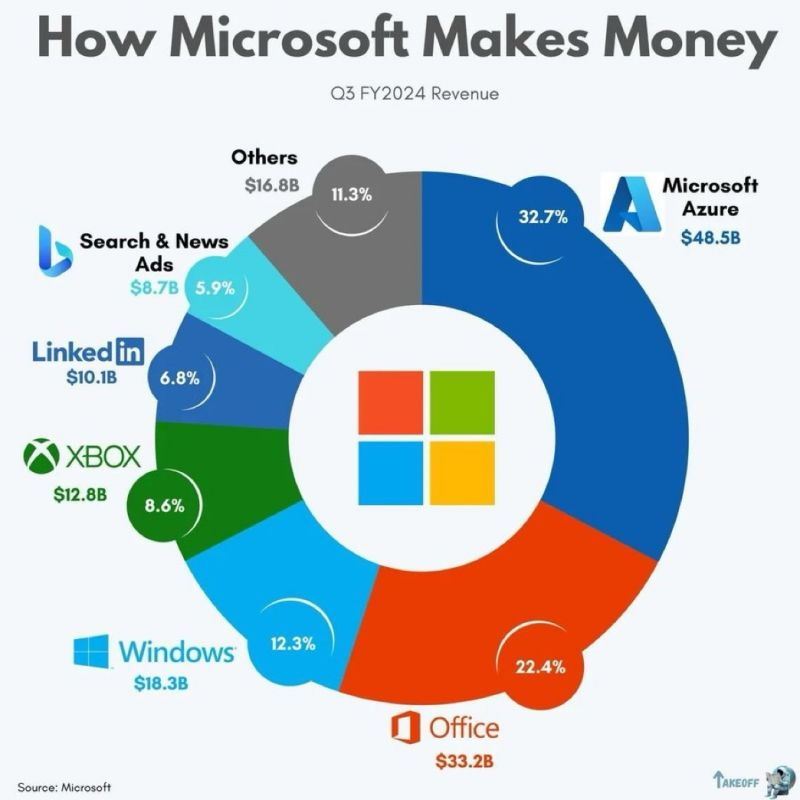 How Microsoft Makes Money
Q3 FY2024 Revenue
Others
$16.8B
11.3%
32.7%
Microsoft
Azure
$48.5B
Search & News
Ads
$8.7B
5.9%
Linked in
$10.1B
6.8%
XBOX
$12.8B
8.6%
Windows
$18.3B
12.3%
22.4%
Office
$33.2B
Source: Microsoft
TAKEOFF